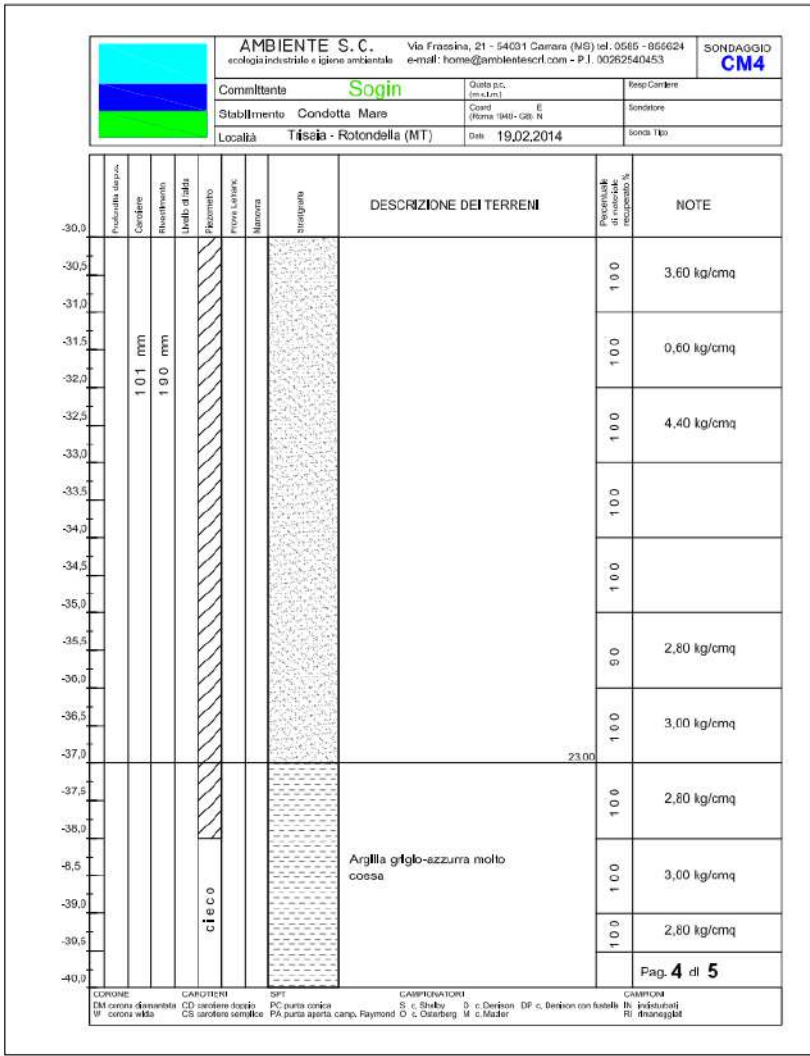 AMBIENTE S.C.
ecologia industriale e igiene ambientale
Via Frassina, 21 - 54031 Carrara (MS) tel. 0585 - 855624
e-mail: home@ambientescrl.com - P.I. 00262540453
SONDAGGIO
CM4
Committente Sogin
Quota p.c.
(m s.l.m.)
Resp Cantiere
Stabilimento Condotta Mare
Coord E
(Roma 1940 - GB) N
Sondatore
Località Trisaia - Rotondella (MT)
Data 19.02.2014
Sonda Tipo
Profondità da p.c.
Carotiere
Rivestimento
Livello di falda
Piezometro
Prova Lefranc
Manovra
Stratigrafia
DESCRIZIONE DEI TERRENI
Percentuale
di materiale
recuperato %
NOTE
-30,0
-30,5
100
3,60 kg/cmq
-31,0
-31,5
100
0,60 kg/cmq
101 mm
190 mm
-32,0
-32,5
100
4,40 kg/cmq
-33,0
-33,5
100
-34,0
-34,5
100
-35,0
-35,5
90
2,80 kg/cmq
-36,0
-36,5
100
3,00 kg/cmq
-37,0
23.00
-37,5
100
2,80 kg/cmq
-38,0
-8,5
Argilla grigio-azzurra molto
coesa
100
3,00 kg/cmq
cieco
-39,0
100
2,80 kg/cmq
-39,5
-40,0
Pag. 4 di 5
CORONE CAROTIERI SPT CAMPIONATORI CAMPIONI
DM corona diamantata CD carotiere doppio PC punta conica S c. Shelby D c. Denison DP c. Denison con fustella IN indisturbati
W corona widia CS carotiere semplice PA punta aperta camp. Raymond O c. Osterberg M c. Mazier RI rimaneggiati